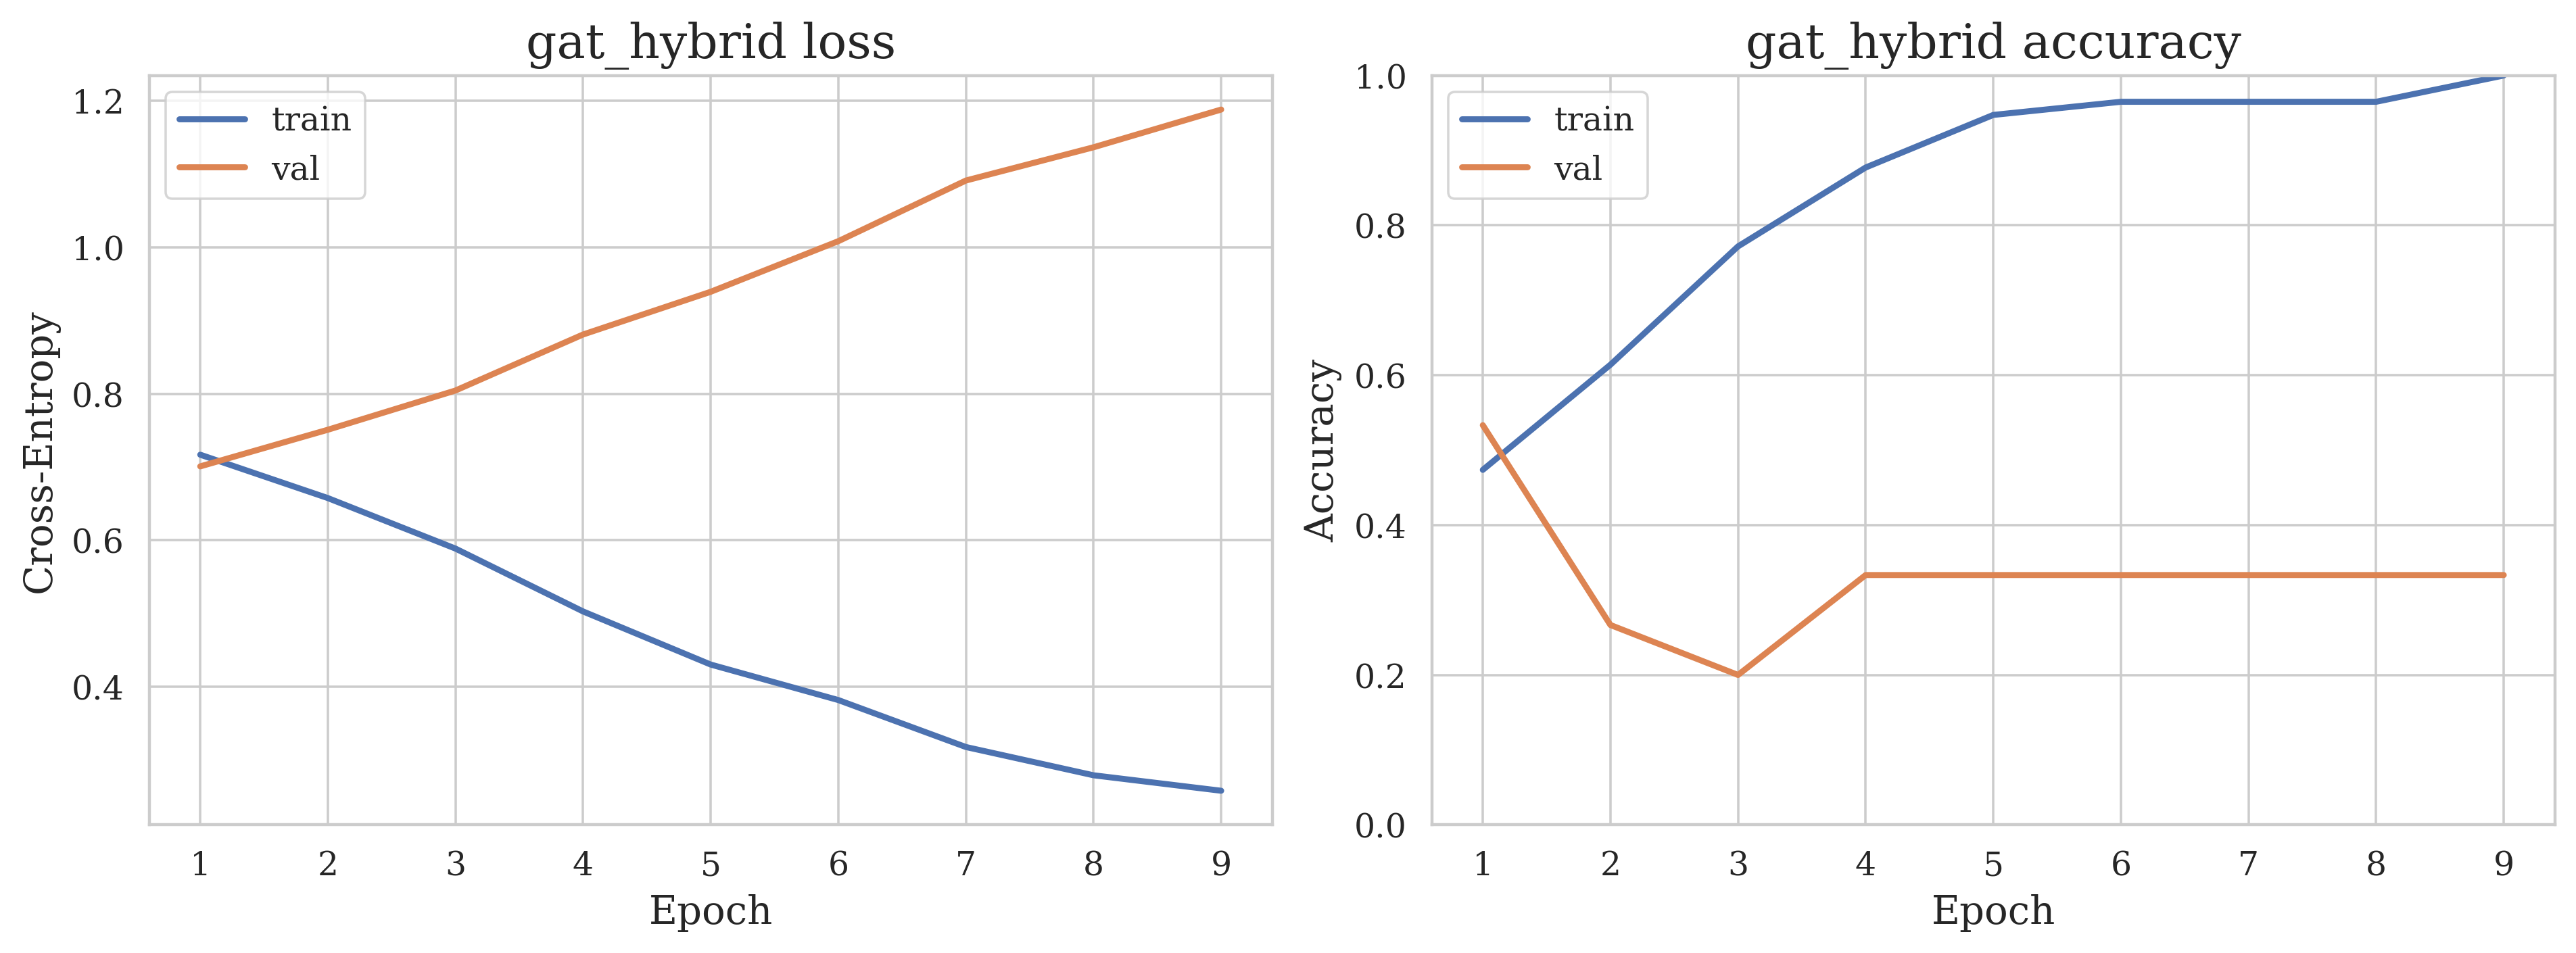 gat_hybrid loss
1.2
1.0
0.8
0.6
0.4
Cross-Entropy
train
val
1 2 3 4 5 6 7 8 9
Epoch
gat_hybrid accuracy
1.0
0.8
0.6
0.4
0.2
0.0
Accuracy
train
val
1 2 3 4 5 6 7 8 9
Epoch